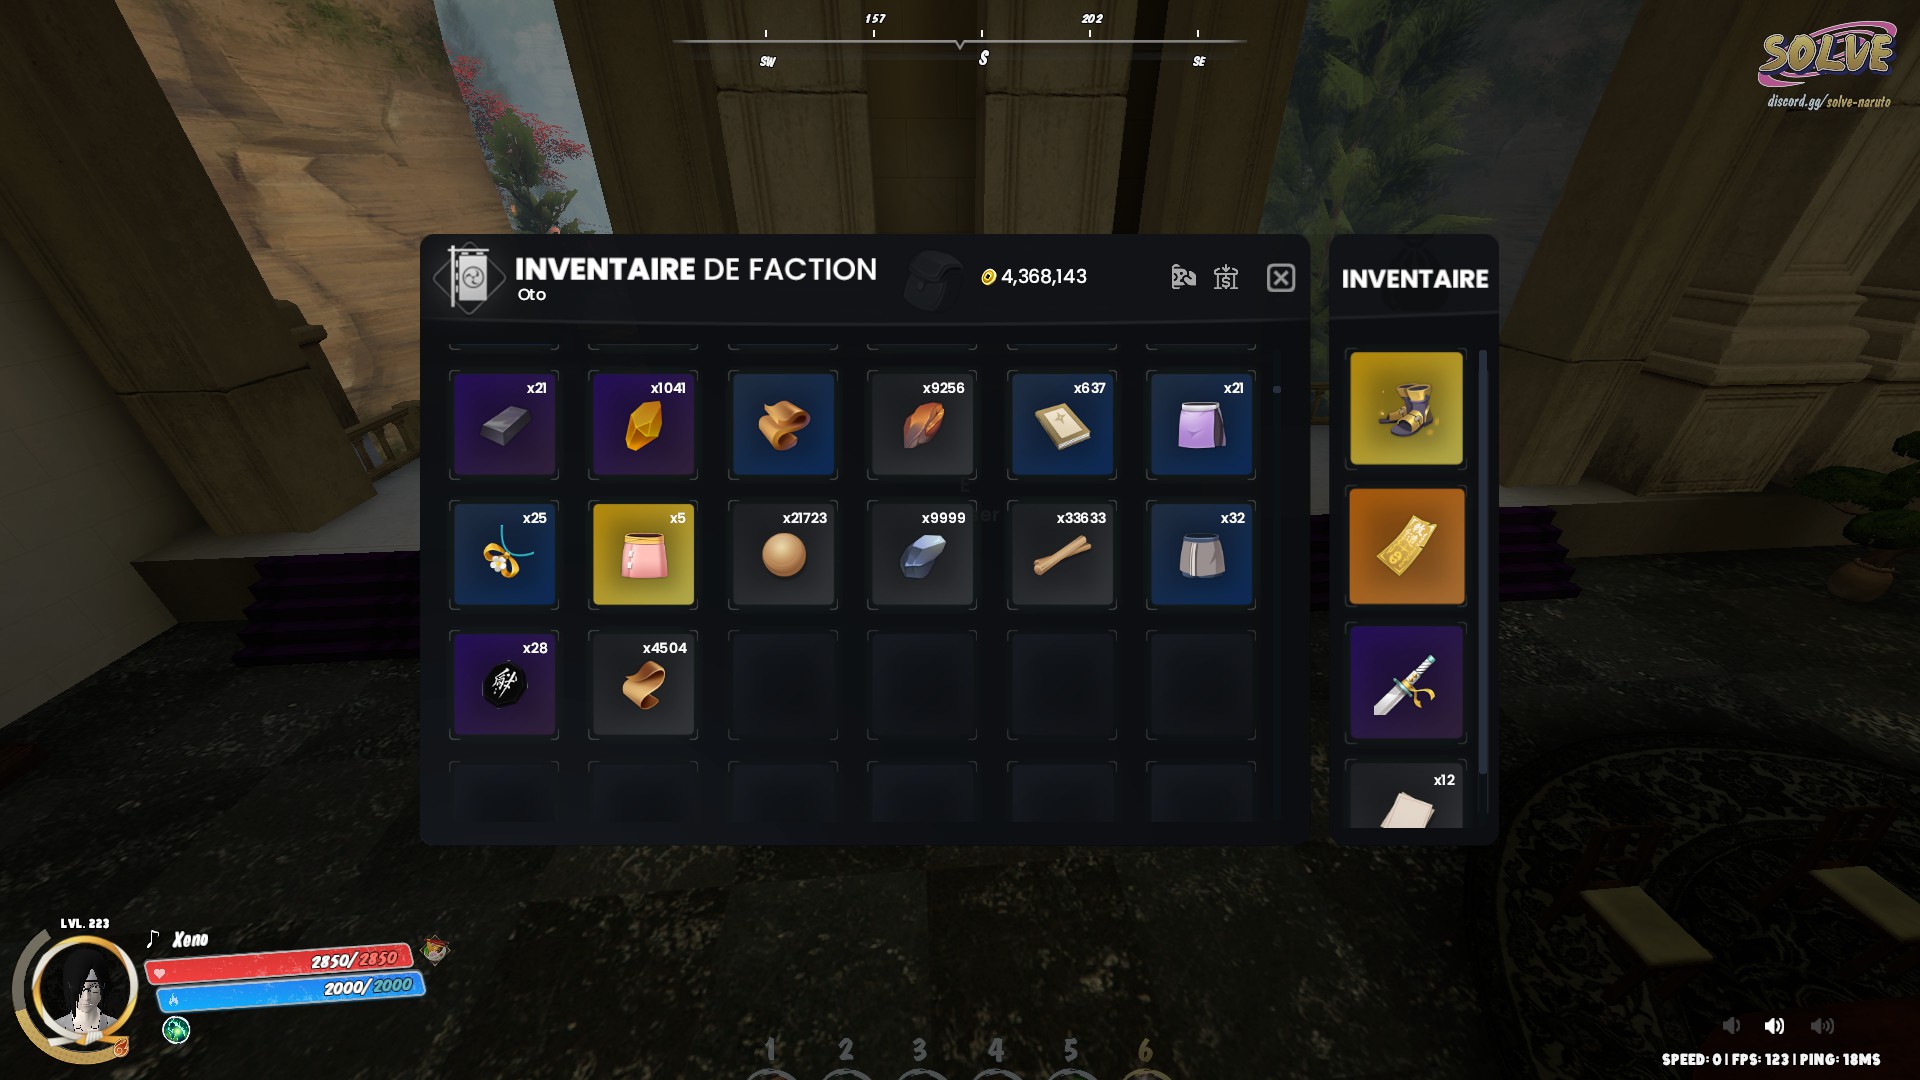 157 202
SW S SE
SOLVE
discord.gg/solve-naruto
INVENTAIRE DE FACTION
Oto
4,368,143
INVENTAIRE
x21 x1041 x9256 x637 x21
x25 x5 x21723 x9999 x33633 x32
x28 x4504
x12
LVL. 223
Xeno
2850/2850
2000/2000
1 2 3 4 5 6
SPEED: 0 | FPS: 123 | PING: 18MS